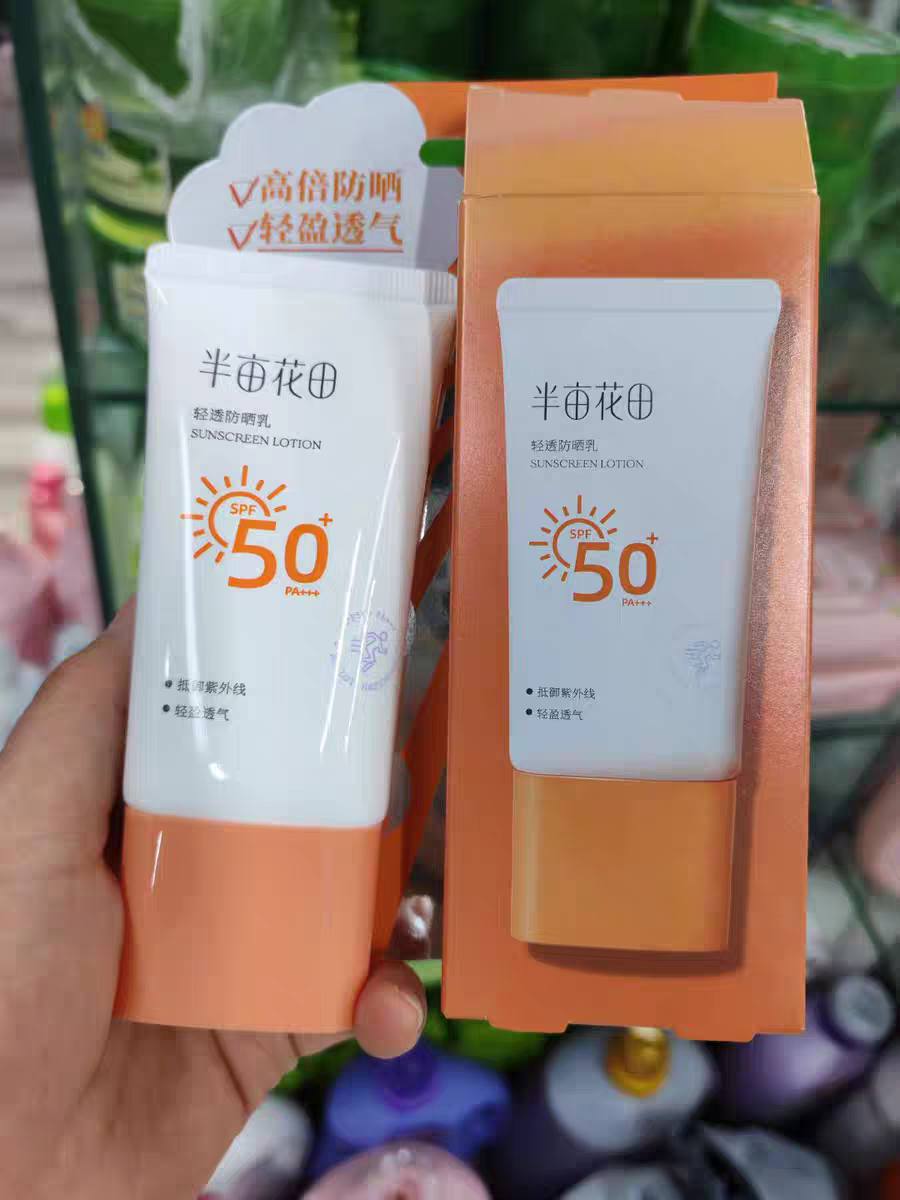 高倍防晒
轻盈透气
半亩花田
轻透防晒乳
SUNSCREEN LOTION
SPF
50+
PA+++
抵御紫外线
轻盈透气
半亩花田
轻透防晒乳
SUNSCREEN LOTION
SPF
50+
PA+++
抵御紫外线
轻盈透气